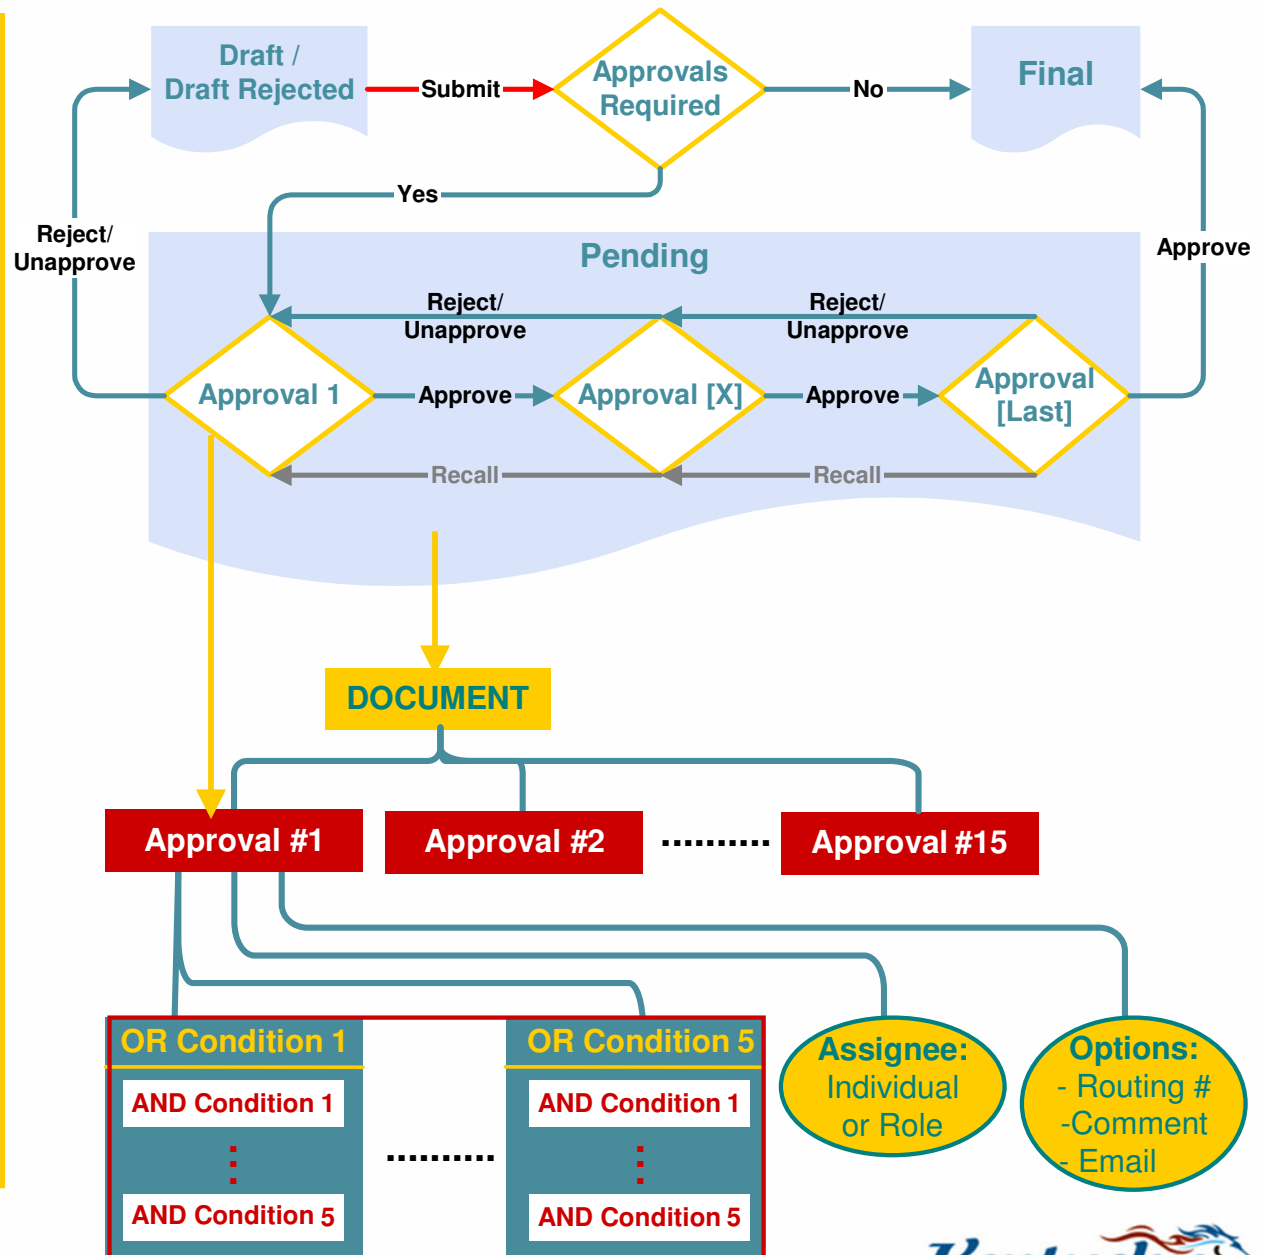 Draft /
Draft Rejected
Submit
Approvals
Required
No
Final
Yes
Reject/
Unapprove
Pending
Approve
Reject/
Unapprove
Reject/
Unapprove
Approval 1
Approve
Approval [X]
Approve
Approval
[Last]
Recall
Recall
DOCUMENT
Approval #1
Approval #2
Approval #15
OR Condition 1
OR Condition 5
Assignee:
Individual
or Role
Options:
- Routing #
-Comment
- Email
AND Condition 1
AND Condition 1
AND Condition 5
AND Condition 5